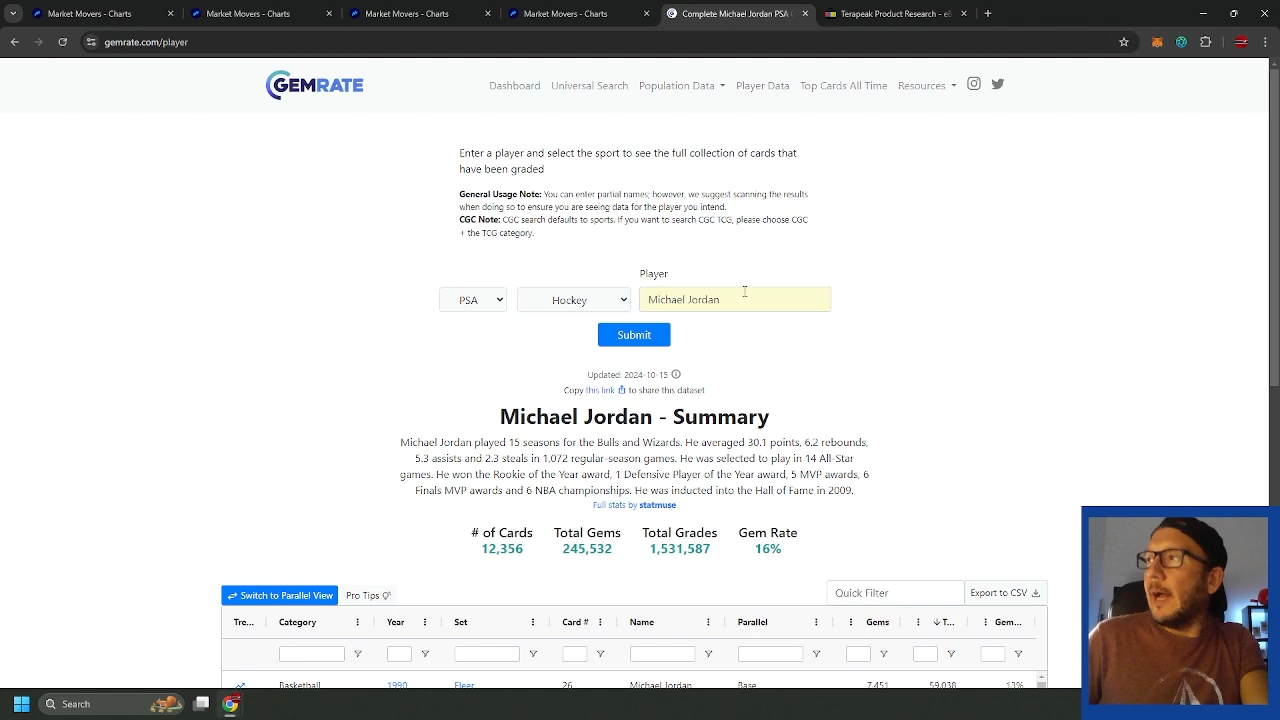 Market Movers - Charts
Market Movers - Charts
Market Movers - Charts
Market Movers - Charts
Complete Michael Jordan PSA
Terapeak Product Research - eB
gemrate.com/player
GEMRATE
Dashboard
Universal Search
Population Data
Player Data
Top Cards All Time
Resources
Enter a player and select the sport to see the full collection of cards that
have been graded
General Usage Note: You can enter partial names; however, we suggest scanning the results
when doing so to ensure you are seeing data for the player you intend.
CGC Note: CGC search defaults to sports. If you want to search CGC TCG, please choose CGC
+ the TCG category.
Player
PSA
Hockey
Michael Jordan
Submit
Updated: 2024-10-15
Copy this link to share this dataset
Michael Jordan - Summary
Michael Jordan played 15 seasons for the Bulls and Wizards. He averaged 30.1 points, 6.2 rebounds,
5.3 assists and 2.3 steals in 1,072 regular-season games. He was selected to play in 14 All-Star
games. He won the Rookie of the Year award, 1 Defensive Player of the Year award, 5 MVP awards, 6
Finals MVP awards and 6 NBA championships. He was inducted into the Hall of Fame in 2009.
Full stats by statmuse
# of Cards Total Gems Total Grades Gem Rate
12,356 245,532 1,531,587 16%
Switch to Parallel View
Pro Tips
Quick Filter
Export to CSV
Tre... Category Year Set Card # Name Parallel Gems T... Gem...
Basketball 1990 Fleer 26 Michael Jordan Base 7,451 59,038 13%
Search